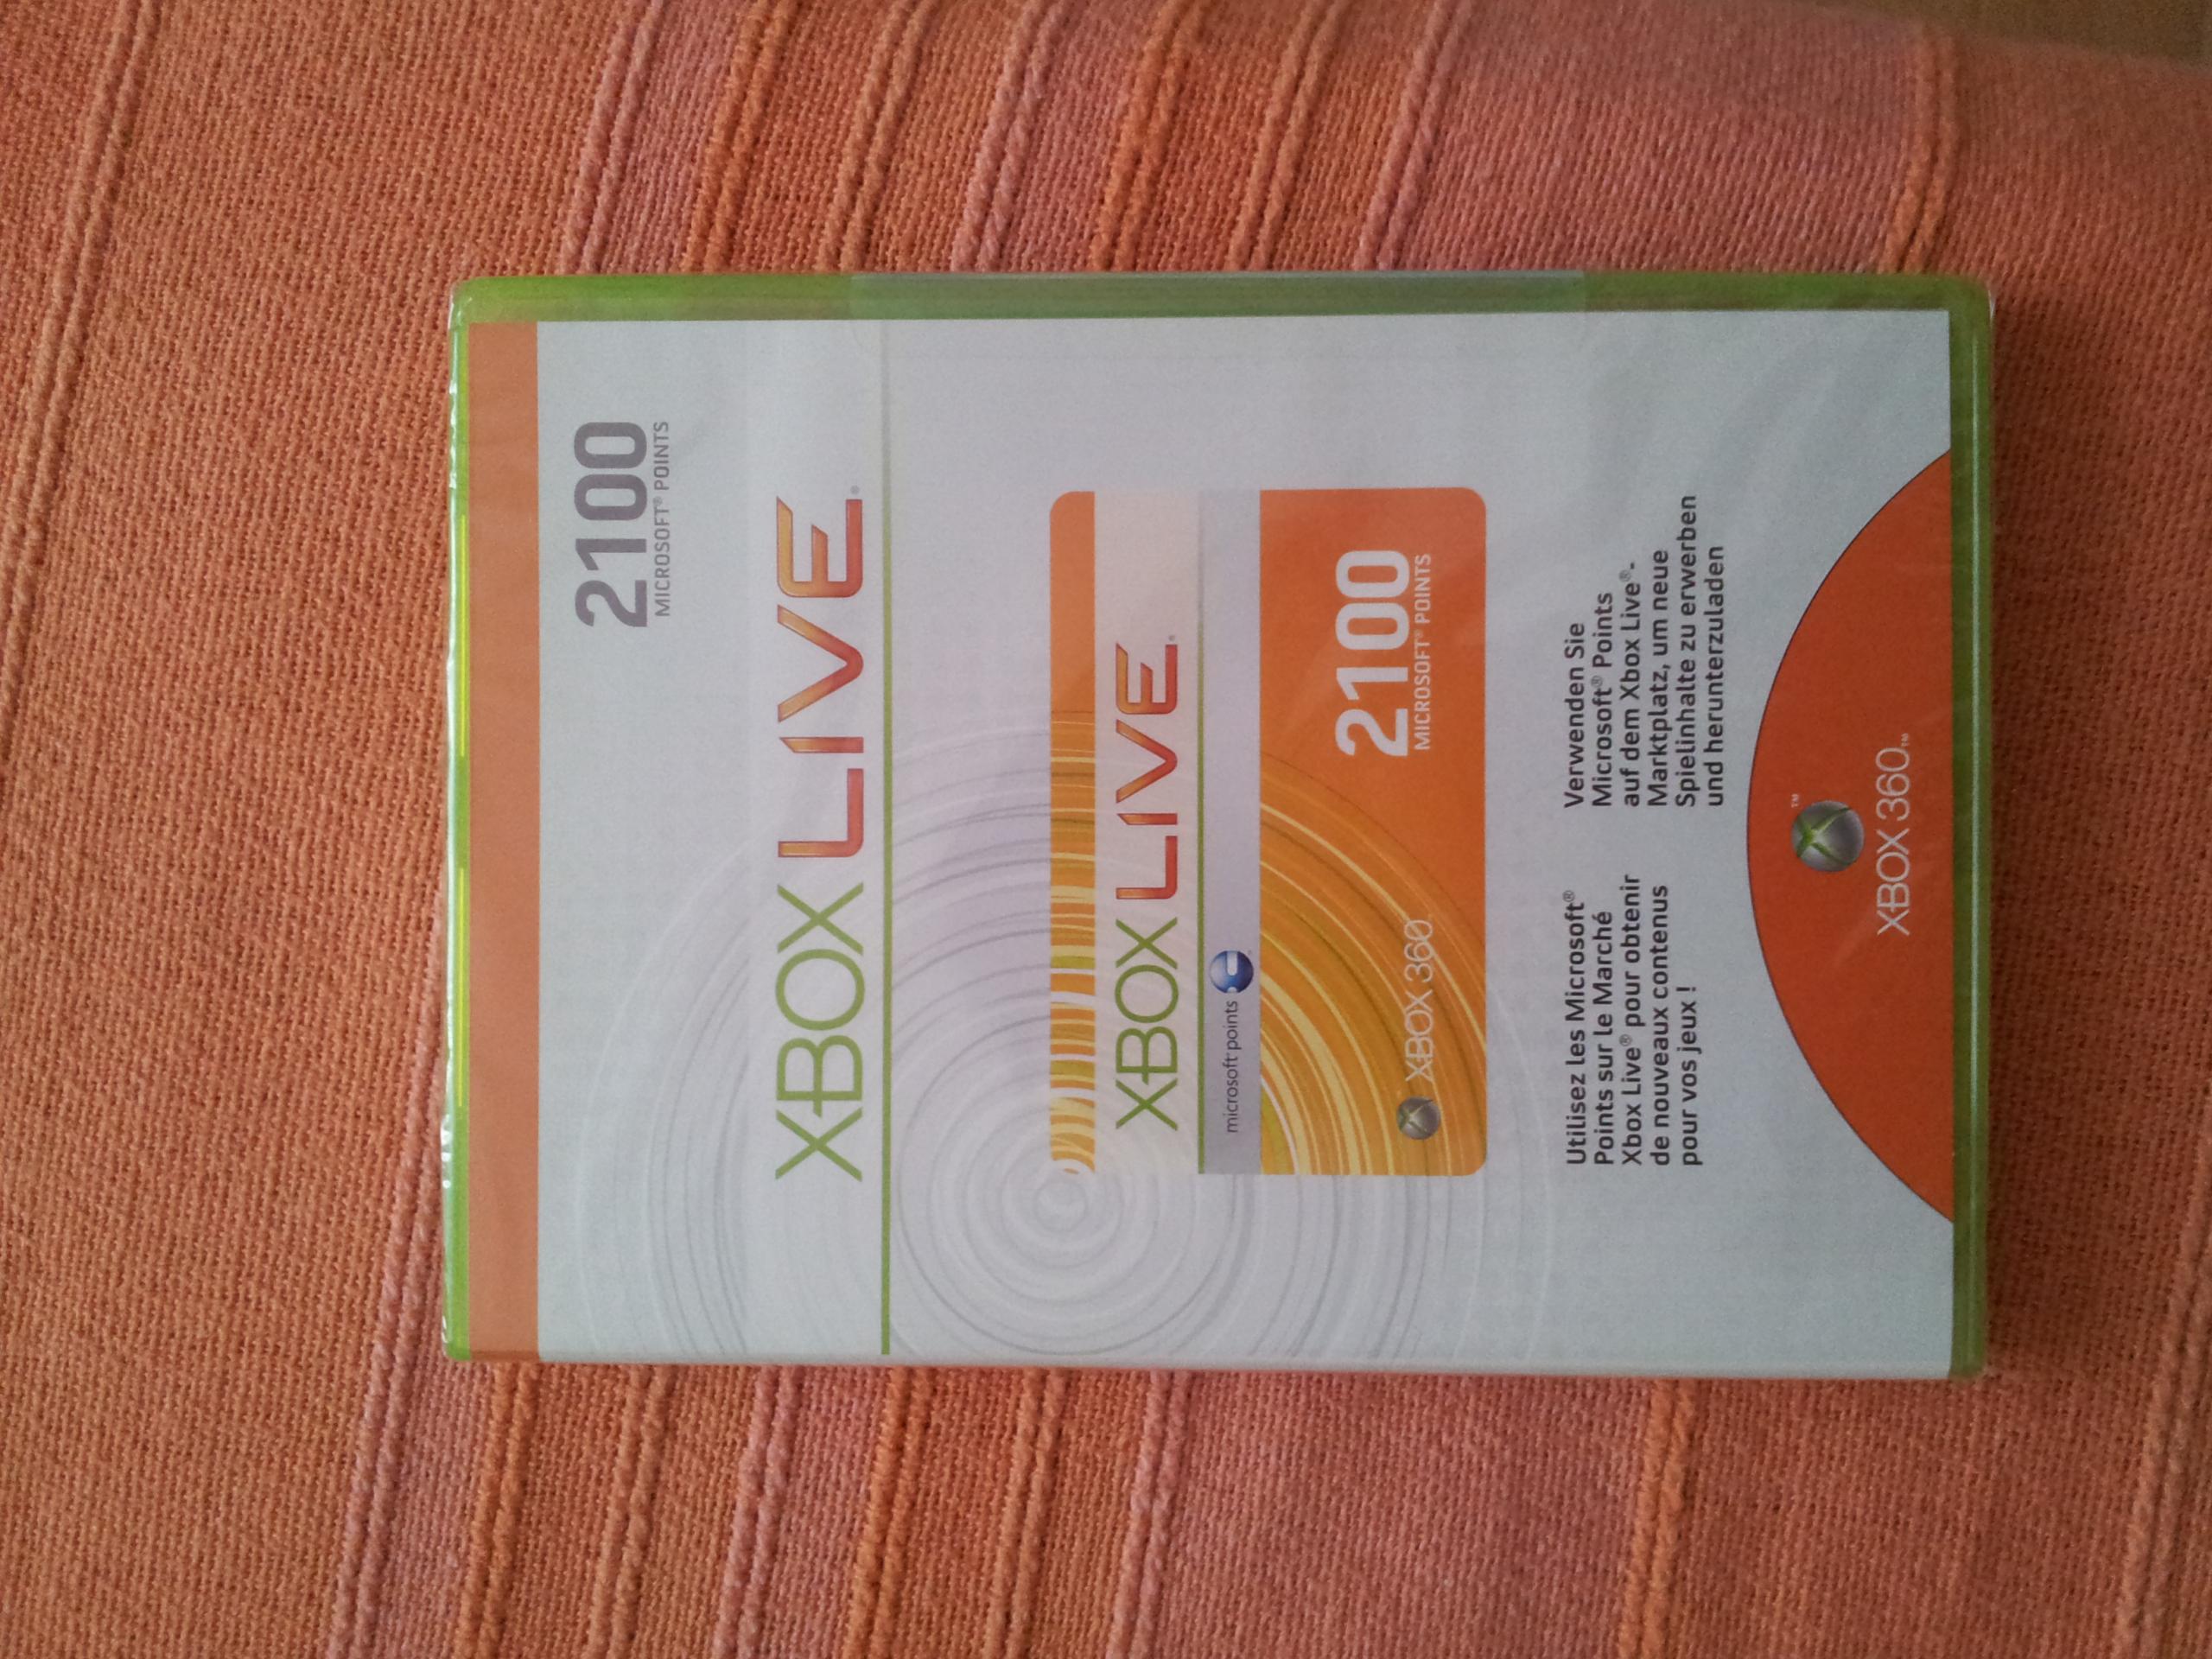 2100
MICROSOFT® POINTS
XBOX LIVE®
XBOX LIVE®
microsoft® points
2100
MICROSOFT® POINTS
XBOX 360
Utilisez les Microsoft®
Points sur le Marché
Xbox Live® pour obtenir
de nouveaux contenus
pour vos jeux !
Verwenden Sie
Microsoft® Points
auf dem Xbox Live®-
Marktplatz, um neue
Spielinhalte zu erwerben
und herunterzuladen
TM
XBOX 360™